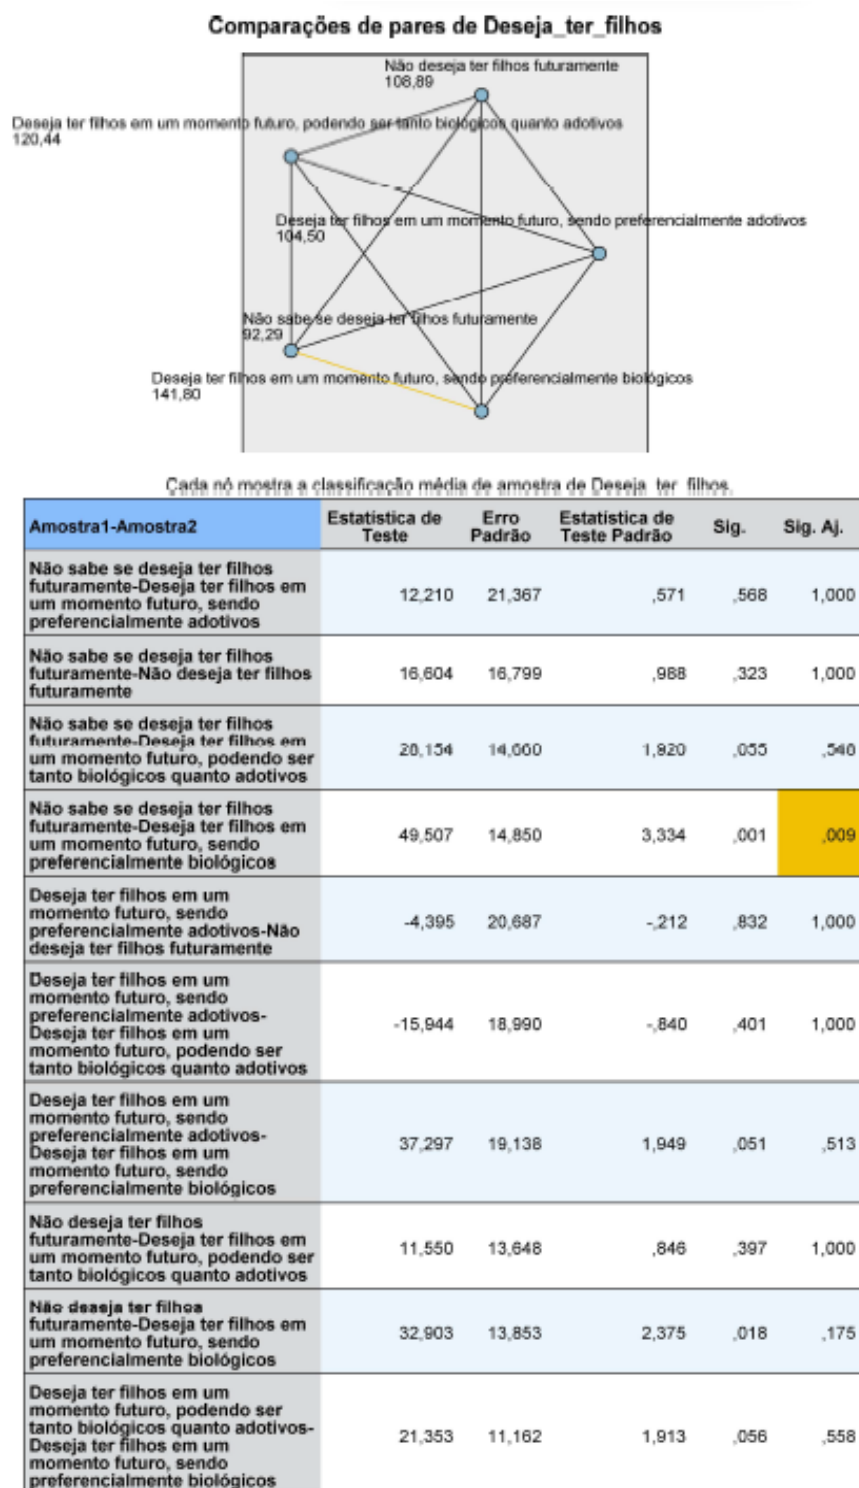 Comparações de pares de Deseja_ter_filhos
Não deseja ter filhos futuramente
108,89
Deseja ter filhos em um momento futuro, podendo ser tanto biológicos quanto adotivos
120,44
Deseja ter filhos em um momento futuro, sendo preferencialmente adotivos
104,50
Não sabe se deseja ter filhos futuramente
92,29
Deseja ter filhos em um momento futuro, sendo preferencialmente biológicos
141,80
Cada nó mostra a classificação média de amostra de Deseja_ter_filhos.
Amostra1-Amostra2 Estatística de Teste Erro Padrão Estatística de Teste Padrão Sig. Sig. Aj.
Não sabe se deseja ter filhos
futuramente-Deseja ter filhos em
um momento futuro, sendo
preferencialmente adotivos
12,210 21,367 ,571 ,568 1,000
Não sabe se deseja ter filhos
futuramente-Não deseja ter filhos
futuramente
16,604 16,799 ,988 ,323 1,000
Não sabe se deseja ter filhos
futuramente-Deseja ter filhos em
um momento futuro, podendo ser
tanto biológicos quanto adotivos
28,154 14,660 1,920 ,055 ,548
Não sabe se deseja ter filhos
futuramente-Deseja ter filhos em
um momento futuro, sendo
preferencialmente biológicos
49,507 14,850 3,334 ,001 ,009
Deseja ter filhos em um
momento futuro, sendo
preferencialmente adotivos-Não
deseja ter filhos futuramente
-4,395 20,687 -,212 ,832 1,000
Deseja ter filhos em um
momento futuro, sendo
preferencialmente adotivos-
Deseja ter filhos em um
momento futuro, podendo ser
tanto biológicos quanto adotivos
-15,944 18,990 -,840 ,401 1,000
Deseja ter filhos em um
momento futuro, sendo
preferencialmente adotivos-
Deseja ter filhos em um
momento futuro, sendo
preferencialmente biológicos
37,297 19,138 1,949 ,051 ,513
Não deseja ter filhos
futuramente-Deseja ter filhos em
um momento futuro, podendo ser
tanto biológicos quanto adotivos
11,550 13,648 ,846 ,397 1,000
Não deseja ter filhos
futuramente-Deseja ter filhos em
um momento futuro, sendo
preferencialmente biológicos
32,903 13,853 2,375 ,018 ,175
Deseja ter filhos em um
momento futuro, podendo ser
tanto biológicos quanto adotivos-
Deseja ter filhos em um
momento futuro, sendo
preferencialmente biológicos
21,353 11,162 1,913 ,056 ,558